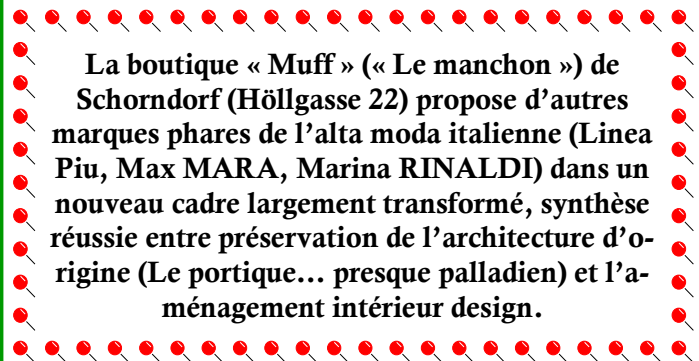 La boutique « Muff » (« Le manchon ») de
Schorndorf (Höllgasse 22) propose d’autres
marques phares de l’alta moda italienne (Linea
Piu, Max MARA, Marina RINALDI) dans un
nouveau cadre largement transformé, synthèse
réussie entre préservation de l’architecture d’o-
rigine (Le portique… presque palladien) et l’a-
ménagement intérieur design.